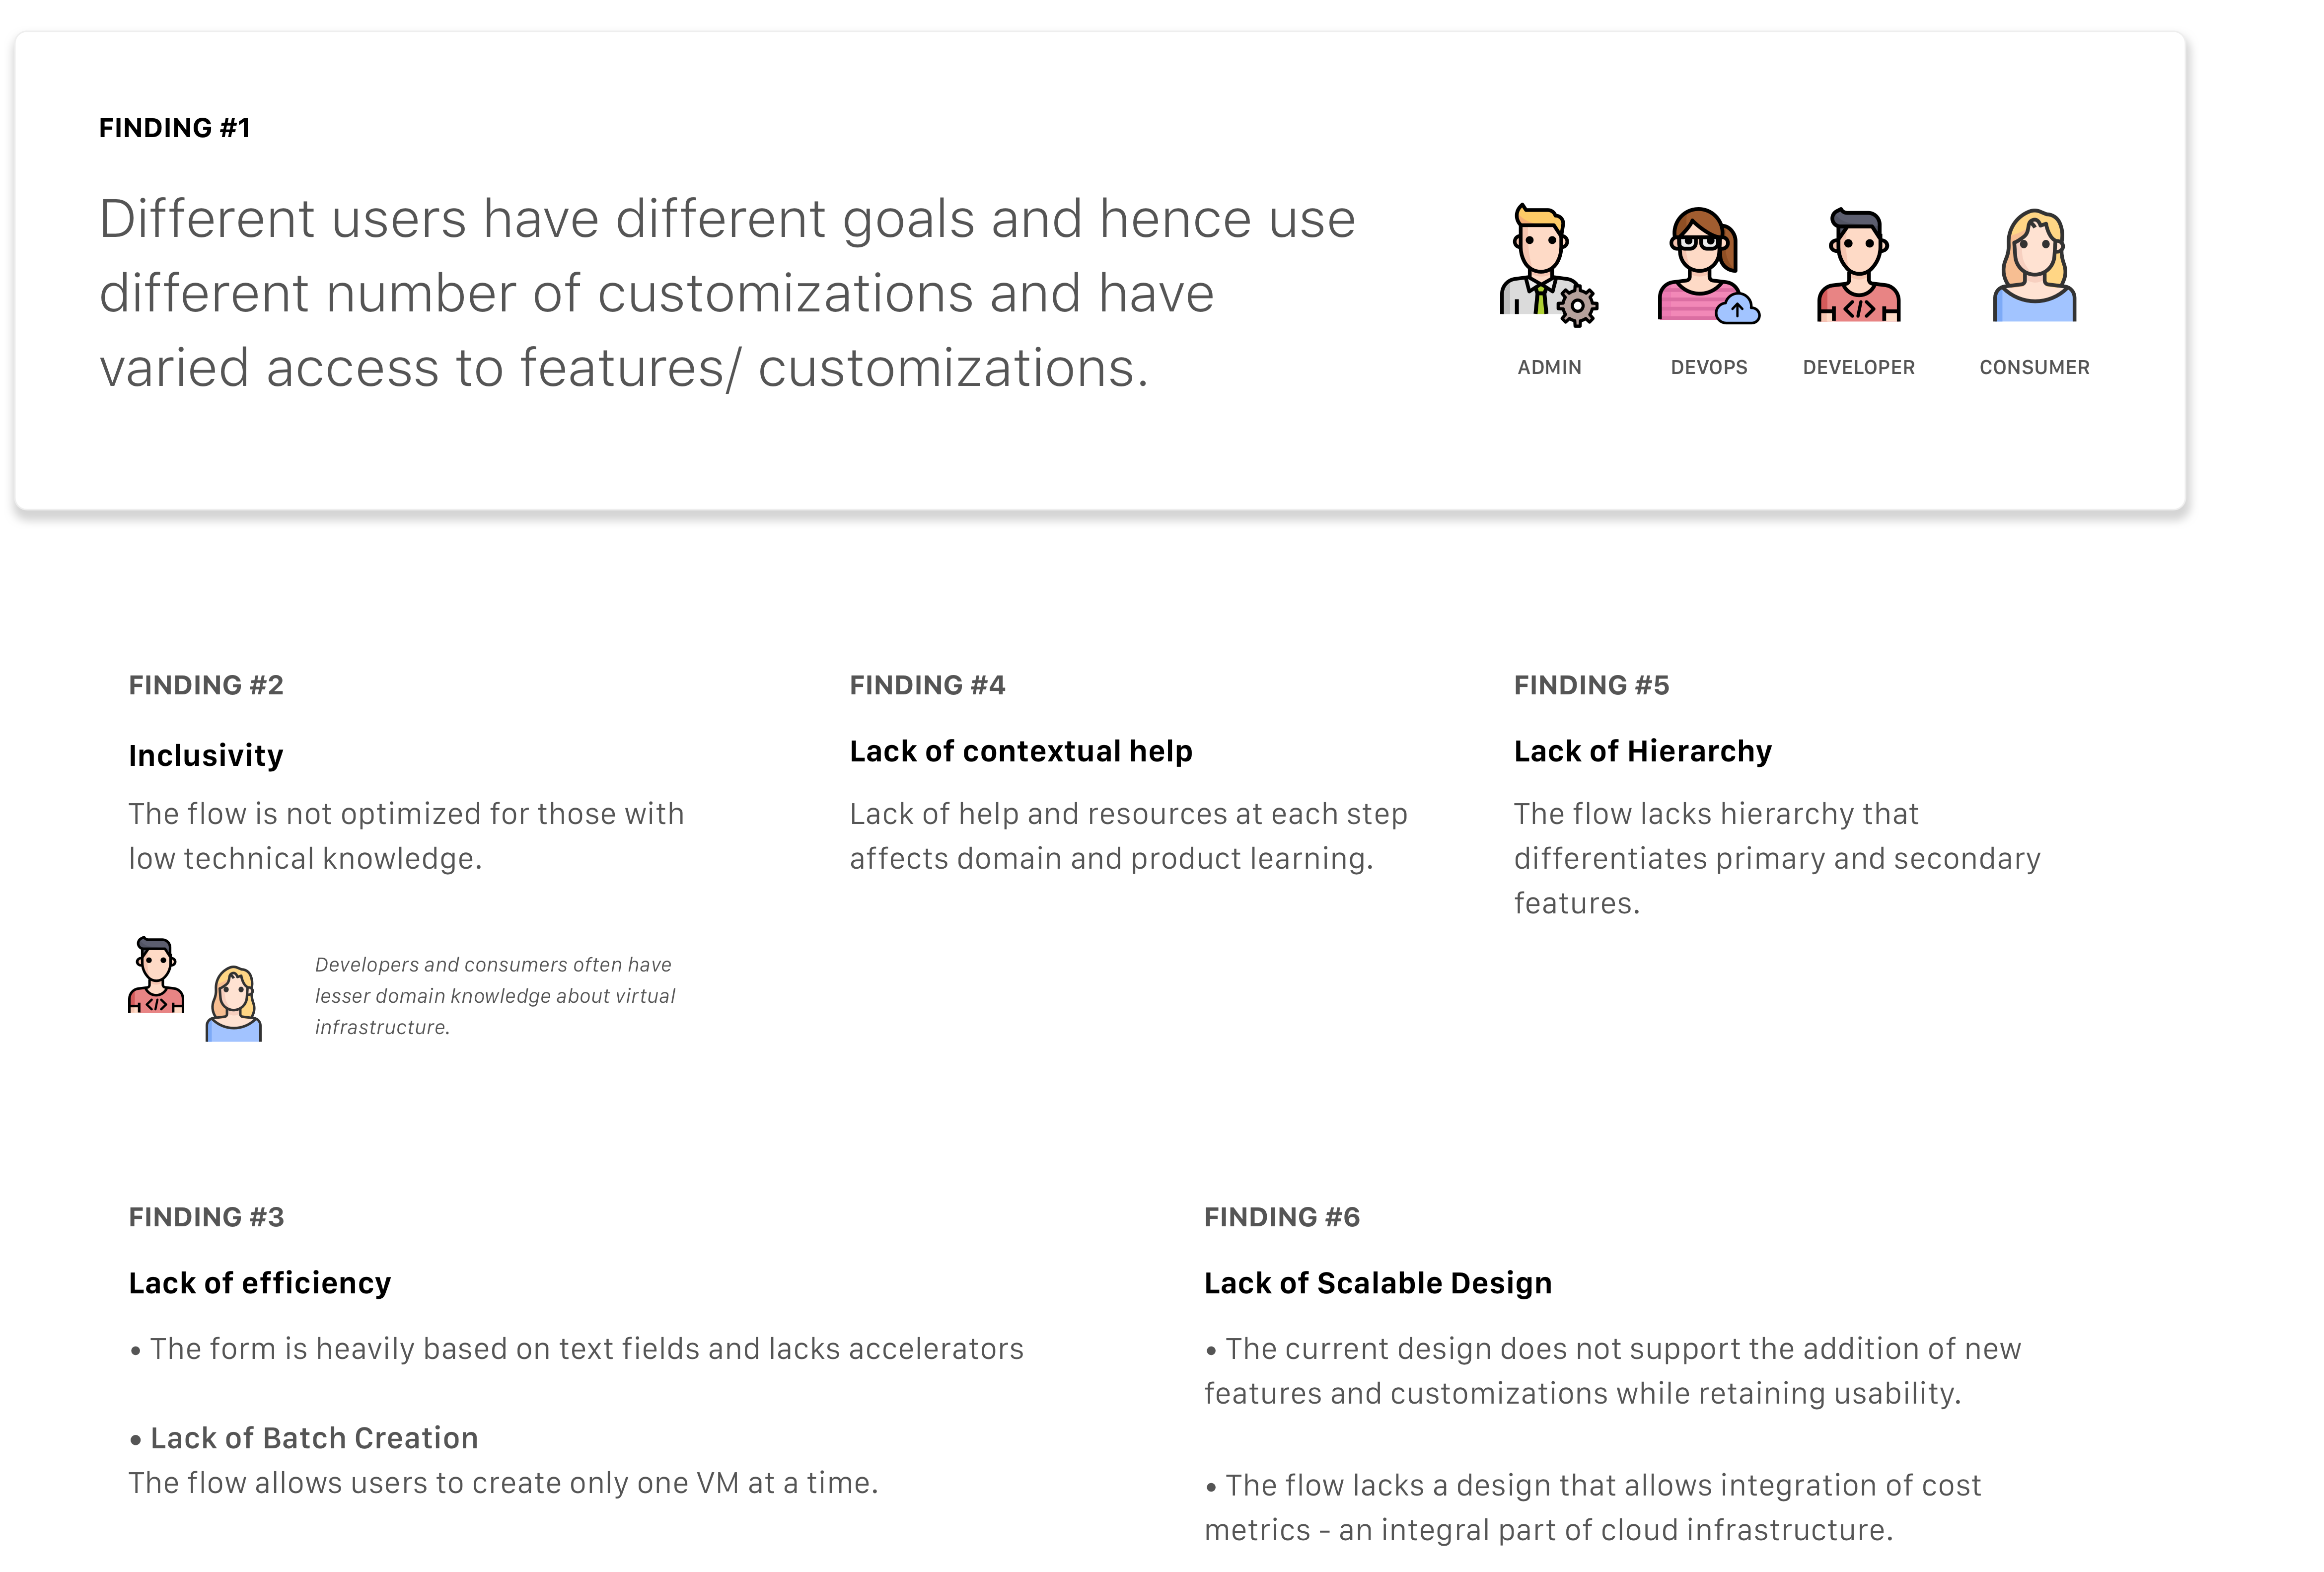 FINDING #1
Different users have different goals and hence use
different number of customizations and have
varied access to features/ customizations.
ADMIN
DEVOPS
DEVELOPER
CONSUMER
FINDING #2
Inclusivity
The flow is not optimized for those with
low technical knowledge.
Developers and consumers often have
lesser domain knowledge about virtual
infrastructure.
FINDING #4
Lack of contextual help
Lack of help and resources at each step
affects domain and product learning.
FINDING #5
Lack of Hierarchy
The flow lacks hierarchy that
differentiates primary and secondary
features.
FINDING #3
Lack of efficiency
• The form is heavily based on text fields and lacks accelerators
• Lack of Batch Creation
The flow allows users to create only one VM at a time.
FINDING #6
Lack of Scalable Design
• The current design does not support the addition of new
features and customizations while retaining usability.
• The flow lacks a design that allows integration of cost
metrics - an integral part of cloud infrastructure.